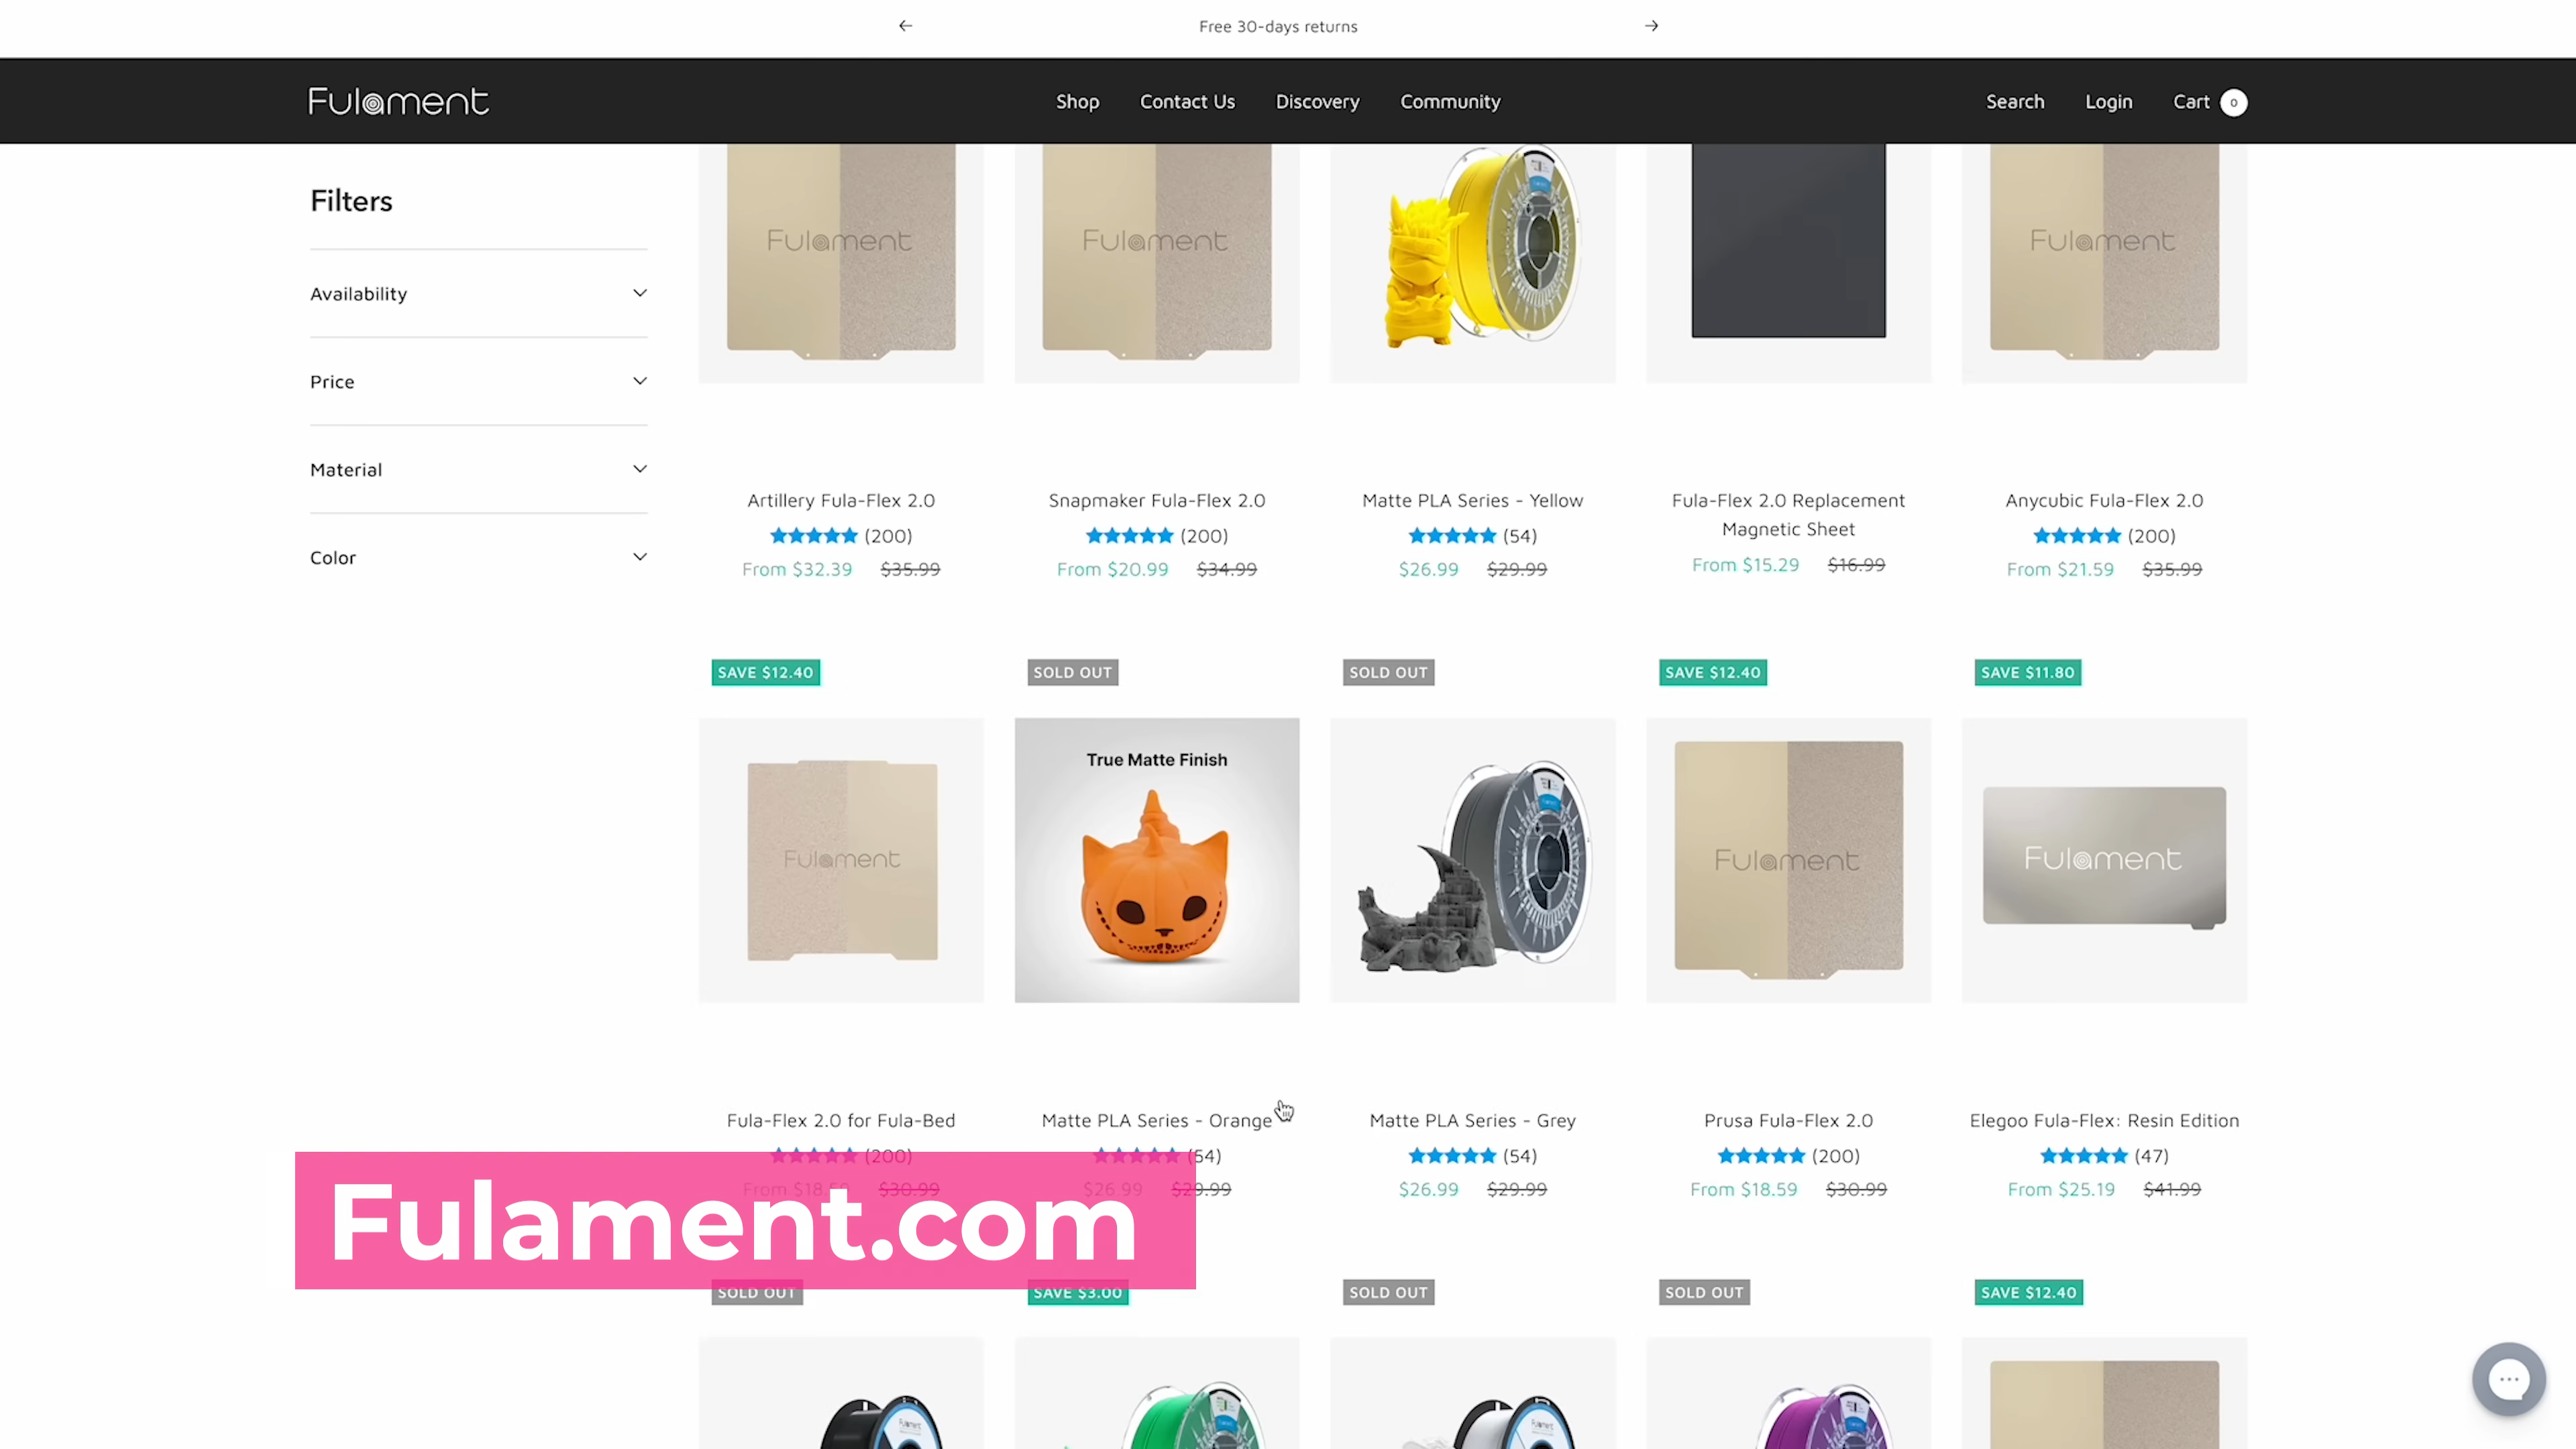 Free 30-days returns
Fulament
Shop Contact Us Discovery Community
Search Login Cart 0
Filters
Availability
Price
Material
Color
Fulament
Fulament
Fulament
Artillery Fula-Flex 2.0
(200)
From $32.39 $35.99
Snapmaker Fula-Flex 2.0
(200)
From $20.99 $34.99
Matte PLA Series - Yellow
(54)
$26.99 $29.99
Fula-Flex 2.0 Replacement
Magnetic Sheet
From $15.29 $16.99
Anycubic Fula-Flex 2.0
(200)
From $21.59 $35.99
SAVE $12.40
Fulament
Fula-Flex 2.0 for Fula-Bed
(200)
From $18.59 $30.99
SOLD OUT
True Matte Finish
Matte PLA Series - Orange
(54)
$26.99 $29.99
SOLD OUT
Matte PLA Series - Grey
(54)
$26.99 $29.99
SAVE $12.40
Fulament
Prusa Fula-Flex 2.0
(200)
From $18.59 $30.99
SAVE $11.80
Fulament
Elegoo Fula-Flex: Resin Edition
(47)
From $25.19 $41.99
Fulament.com
SOLD OUT
SAVE $3.00
SOLD OUT
SOLD OUT
SAVE $12.40
Fulament
Fulament